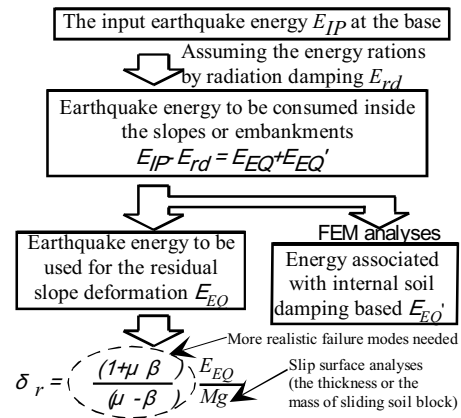 The input earthquake energy E_IP at the base
Assuming the energy rations
by radiation damping E_rd
Earthquake energy to be consumed inside
the slopes or embankments
E_IP- E_rd = E_EQ+E_EQ'
FEM analyses
Earthquake energy to be
used for the residual
slope deformation E_EQ
Energy associated
with internal soil
damping based E_EQ'
More realistic failure modes needed
δ_r = (1+μβ)/(μ-β) E_EQ/Mg
Slip surface analyses
(the thickness or the
mass of sliding soil block)